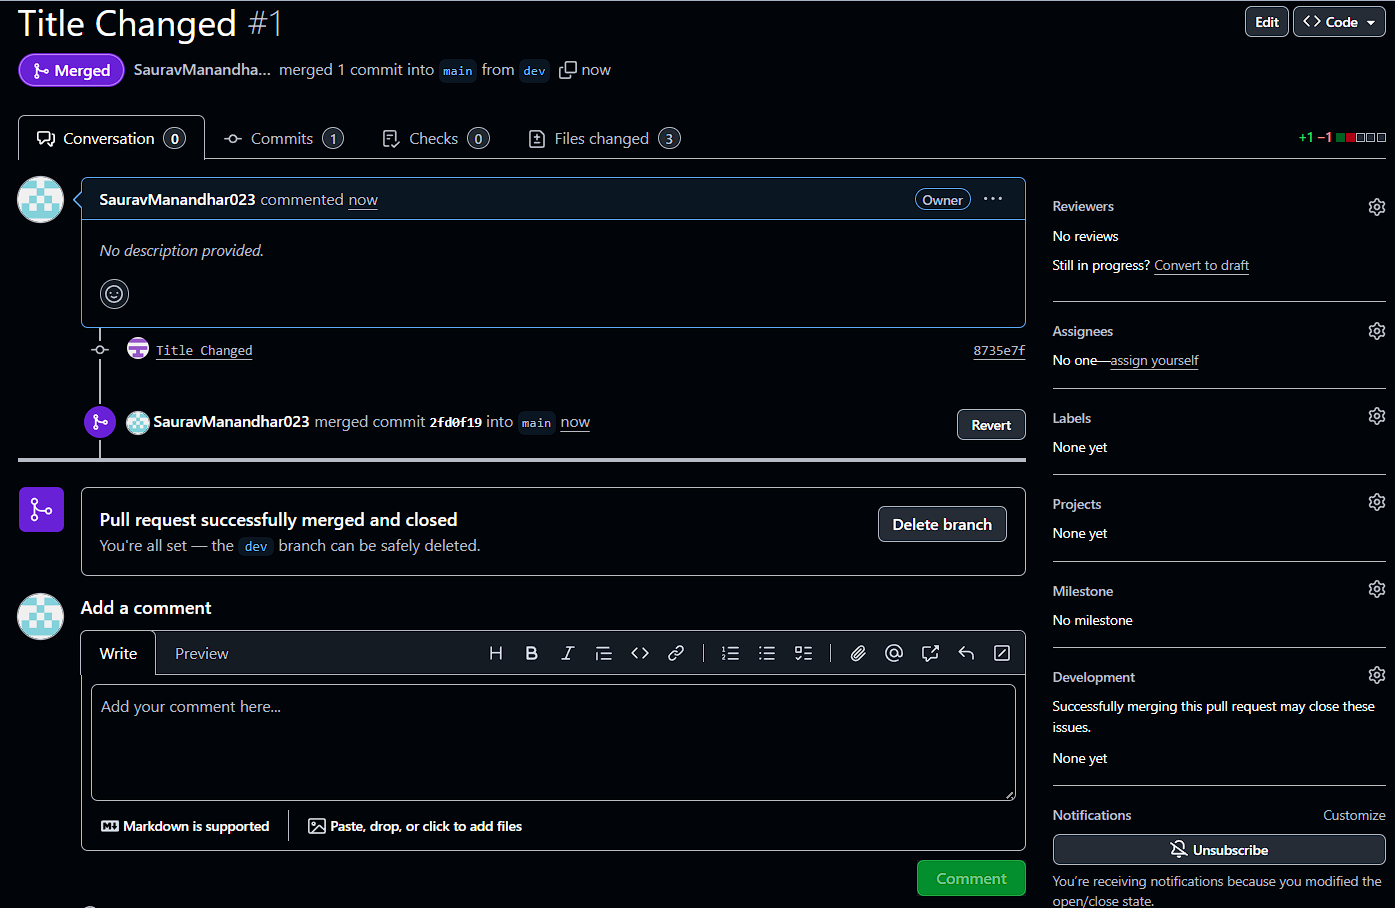 Title Changed #1
Edit
Code
Merged
SauravManandha... merged 1 commit into main from dev now
Conversation 0
Commits 1
Checks 0
Files changed 3
+1 −1
SauravManandhar023 commented now
Owner
No description provided.
Title Changed
8735e7f
SauravManandhar023 merged commit 2fd0f19 into main now
Revert
Pull request successfully merged and closed
You're all set — the dev branch can be safely deleted.
Delete branch
Add a comment
Write
Preview
Add your comment here...
Markdown is supported
Paste, drop, or click to add files
Comment
Reviewers
No reviews
Still in progress? Convert to draft
Assignees
No one—assign yourself
Labels
None yet
Projects
None yet
Milestone
No milestone
Development
Successfully merging this pull request may close these
issues.
None yet
Notifications
Customize
Unsubscribe
You're receiving notifications because you modified the
open/close state.